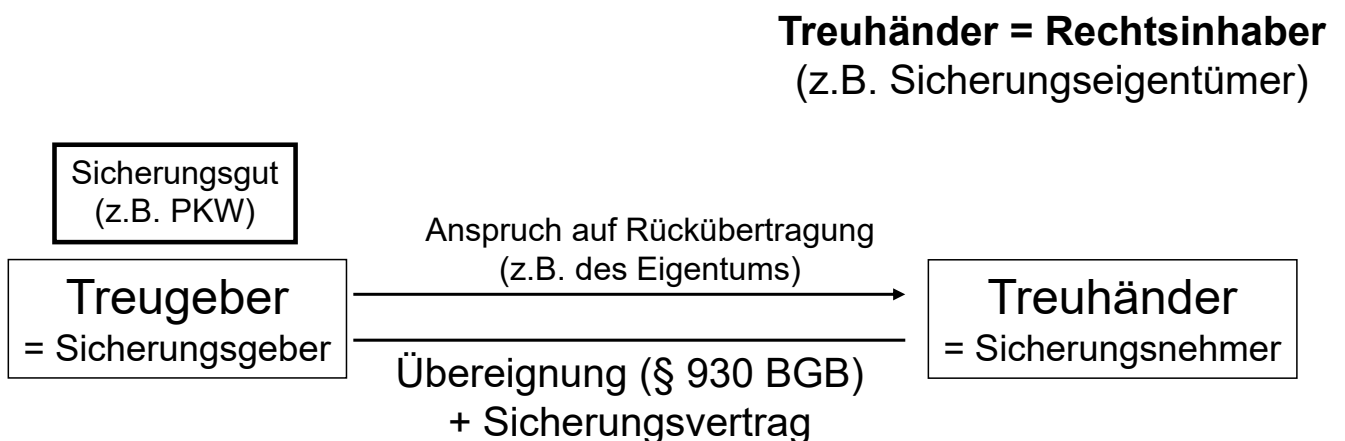 Treuhänder = Rechtsinhaber
(z.B. Sicherungseigentümer)
Sicherungsgut
(z.B. PKW)
Anspruch auf Rückübertragung
(z.B. des Eigentums)
Treugeber
= Sicherungsgeber
Treuhänder
= Sicherungsnehmer
Übereignung (§ 930 BGB)
+ Sicherungsvertrag